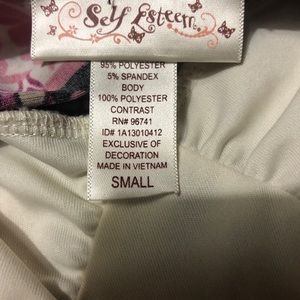 Self Esteem
95% POLYESTER
5% SPANDEX
BODY
100% POLYESTER
CONTRAST
RN# 96741
ID# 1A13010412
EXCLUSIVE OF
DECORATION
MADE IN VIETNAM
SMALL